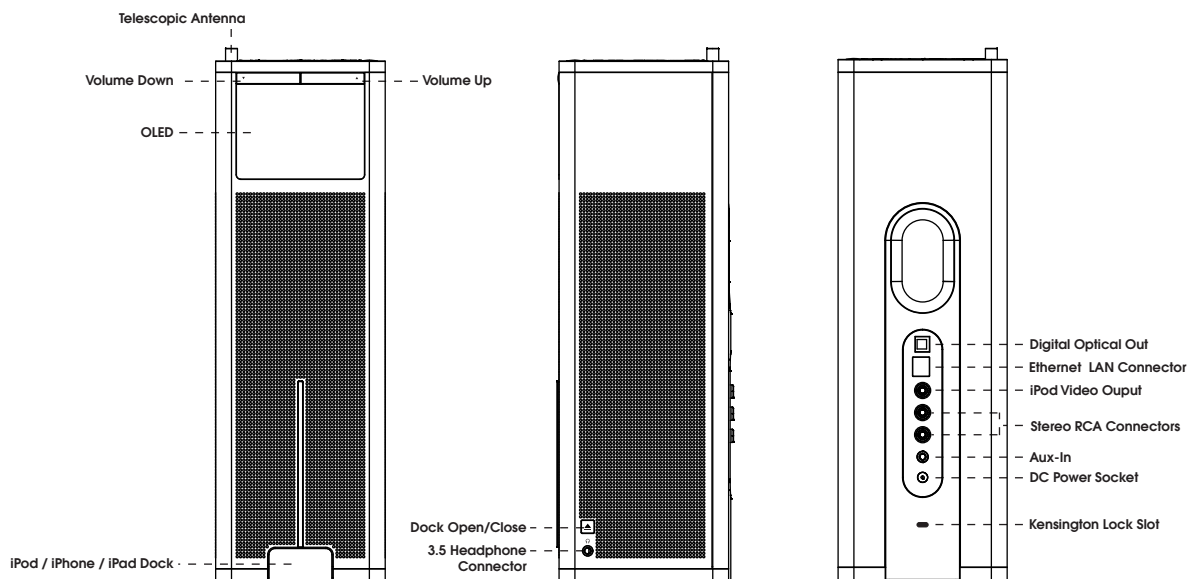 Telescopic Antenna
Volume Down
Volume Up
OLED
iPod / iPhone / iPad Dock
Dock Open/Close
3.5 Headphone
Connector
Digital Optical Out
Ethernet LAN Connector
iPod Video Ouput
Stereo RCA Connectors
Aux-In
DC Power Socket
Kensington Lock Slot